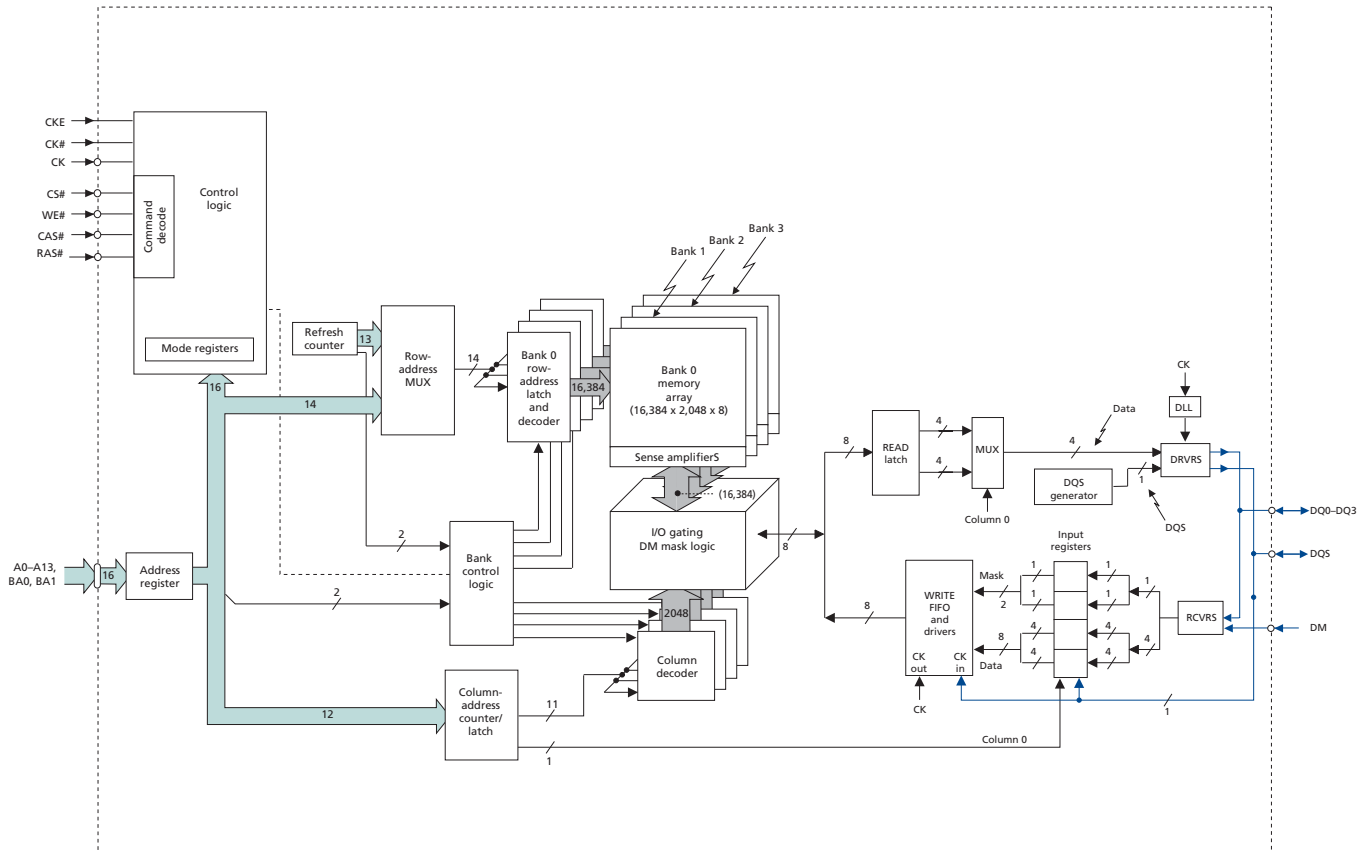 CKE
CK#
CK
CS#
WE#
CAS#
RAS#
Command
decode
Control
logic
Mode registers
Refresh
counter
13
Row-
address
MUX
14
16
14
Bank 0
row-
address
latch
and
decoder
16,384
Bank 1
Bank 2
Bank 3
Bank 0
memory
array
(16,384 x 2,048 x 8)
Sense amplifierS
(16,384)
I/O gating
DM mask logic
8
2048
Column
decoder
2
Bank
control
logic
2
A0–A13,
BA0, BA1
16
Address
register
12
Column-
address
counter/
latch
11
1
Column 0
8
READ
latch
4
4
MUX
Column 0
4
Data
CK
DLL
DRVRS
DQS
generator
1
DQS
DQ0–DQ3
DQS
DM
Input
registers
8
WRITE
FIFO
and
drivers
CK
out
CK
in
CK
Mask
2
8
Data
1
1
4
4
1
1
4
4
1
4
RCVRS
1